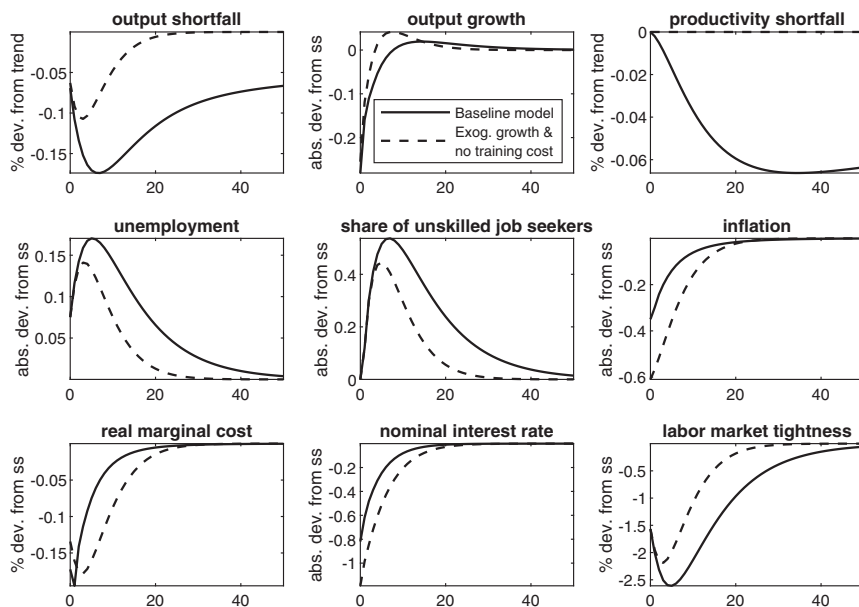 output shortfall
% dev. from trend
-0.05
-0.1
-0.15
0
20
40
output growth
abs. dev. from ss
0
-0.1
-0.2
Baseline model
Exog. growth &
no training cost
0
20
40
productivity shortfall
% dev. from trend
0
-0.02
-0.04
-0.06
0
20
40
unemployment
abs. dev. from ss
0.15
0.1
0.05
0
20
40
share of unskilled job seekers
abs. dev. from ss
0.4
0.2
0
0
20
40
inflation
abs. dev. from ss
-0.2
-0.4
-0.6
0
20
40
real marginal cost
% dev. from ss
-0.05
-0.1
-0.15
0
20
40
nominal interest rate
abs. dev. from ss
-0.2
-0.4
-0.6
-0.8
-1
0
20
40
labor market tightness
% dev. from ss
-0.5
-1
-1.5
-2
-2.5
0
20
40